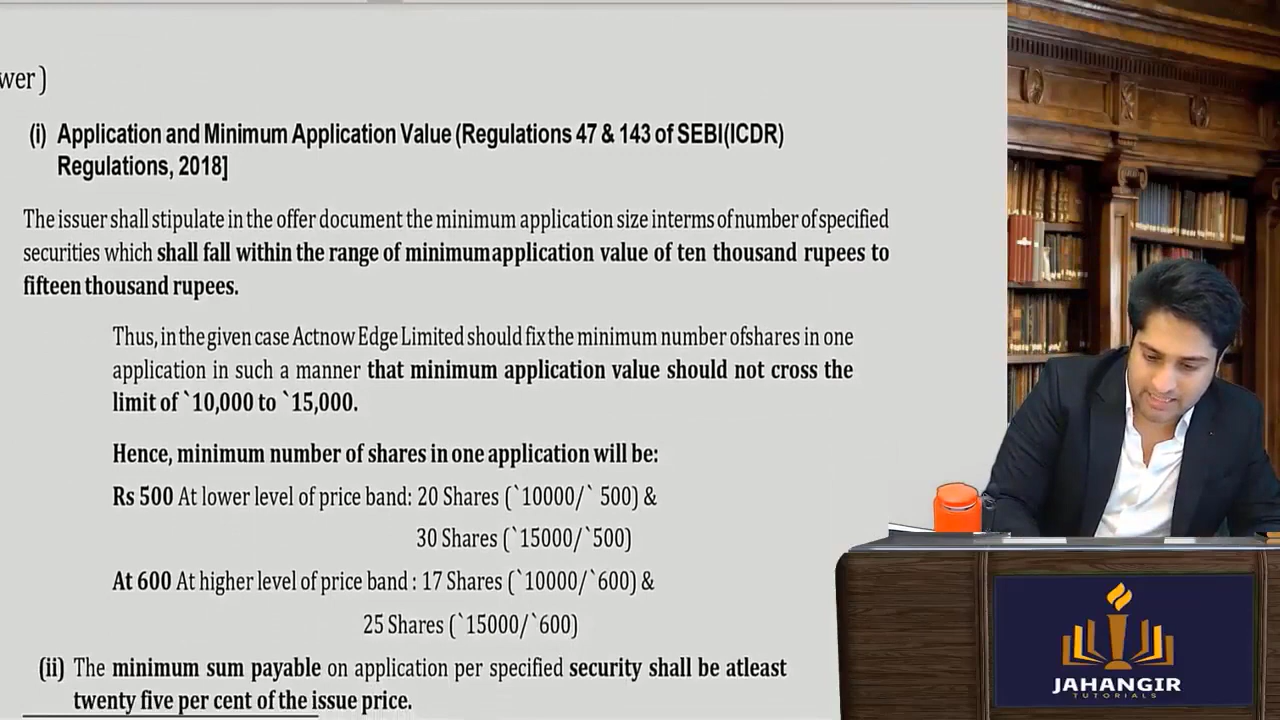 wer)
(i) Application and Minimum Application Value (Regulations 47 & 143 of SEBI(ICDR)
Regulations, 2018]
The issuer shall stipulate in the offer document the minimum application size interms of number of specified
securities which shall fall within the range of minimum application value of ten thousand rupees to
fifteen thousand rupees.
Thus, in the given case Actnow Edge Limited should fix the minimum number of shares in one
application in such a manner that minimum application value should not cross the
limit of `10,000 to `15,000.
Hence, minimum number of shares in one application will be:
Rs 500 At lower level of price band: 20 Shares (`10000/` 500) &
30 Shares (`15000/`500)
At 600 At higher level of price band : 17 Shares (`10000/`600) &
25 Shares (`15000/`600)
(ii) The minimum sum payable on application per specified security shall be atleast
twenty five per cent of the issue price.
JAHANGIR
TUTORIALS